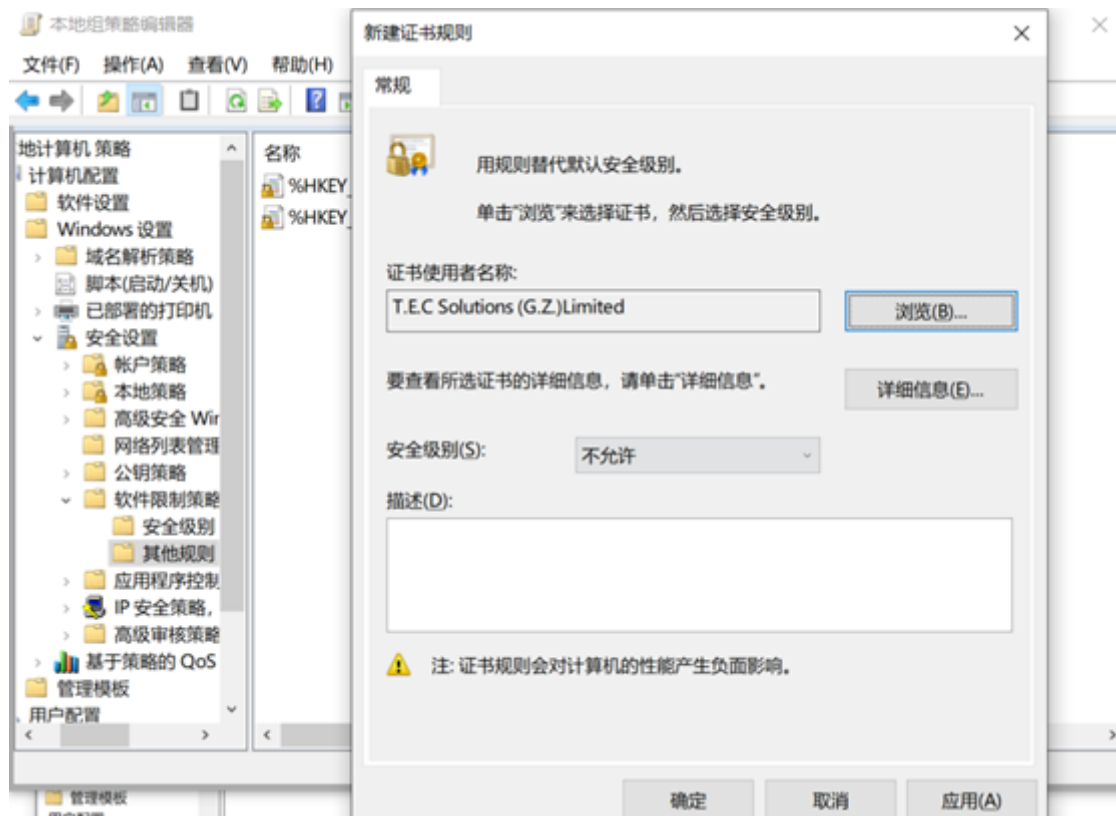 本地组策略编辑器
文件(F) 操作(A) 查看(V) 帮助(H)
地计算机 策略
计算机配置
软件设置
Windows 设置
域名解析策略
脚本(启动/关机)
已部署的打印机
安全设置
帐户策略
本地策略
高级安全 Wir
网络列表管理
公钥策略
软件限制策略
安全级别
其他规则
应用程序控制
IP 安全策略,
高级审核策略
基于策略的 QoS
管理模板
用户配置
名称
%HKEY_
%HKEY_
新建证书规则
常规
用规则替代默认安全级别。
单击“浏览”来选择证书，然后选择安全级别。
证书使用者名称:
T.E.C Solutions (G.Z.)Limited
浏览(B)...
要查看所选证书的详细信息，请单击“详细信息”。
详细信息(E)...
安全级别(S):
不允许
描述(D):
注: 证书规则会对计算机的性能产生负面影响。
确定
取消
应用(A)
管理模板